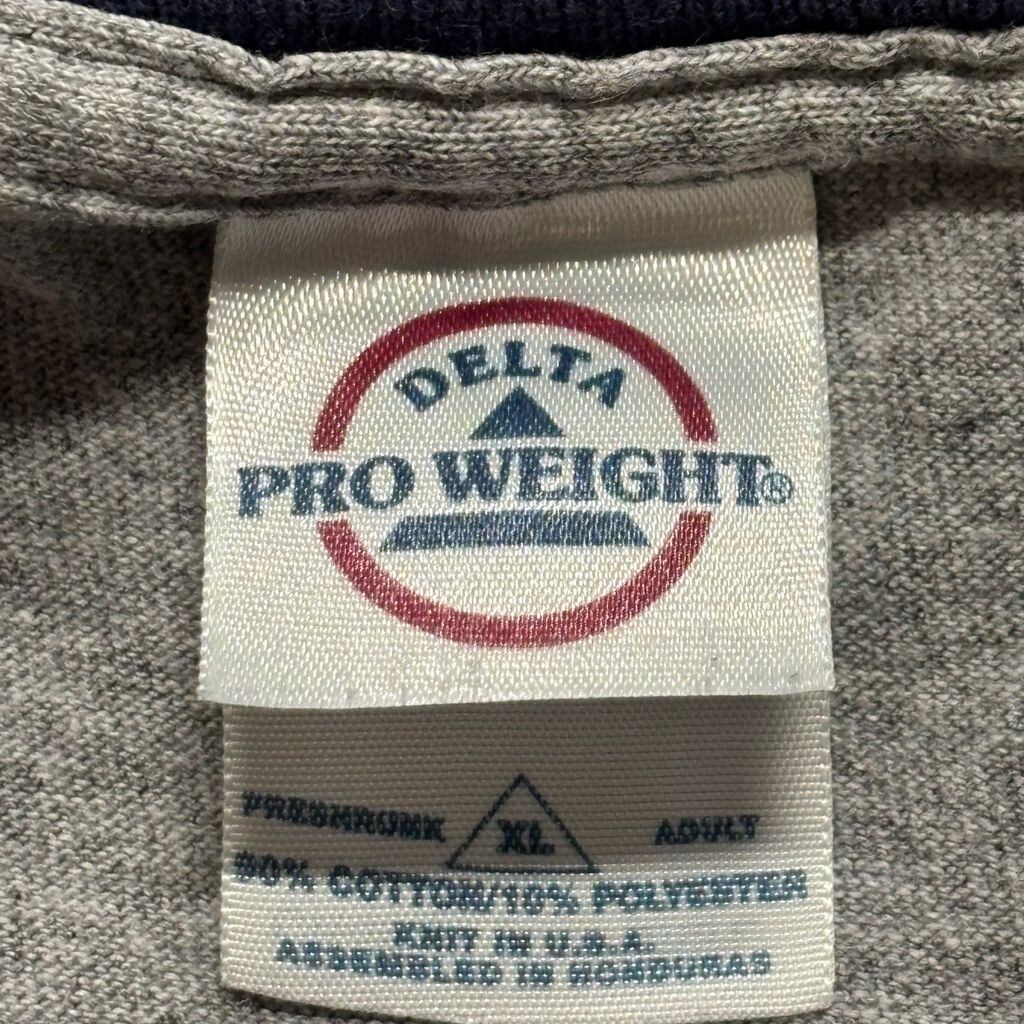 DELTA
PRO WEIGHT®
PRESHRUNK XL ADULT
90% COTTON/10% POLYESTER
KNIT IN U.S.A.
ASSEMBLED IN HONDURAS